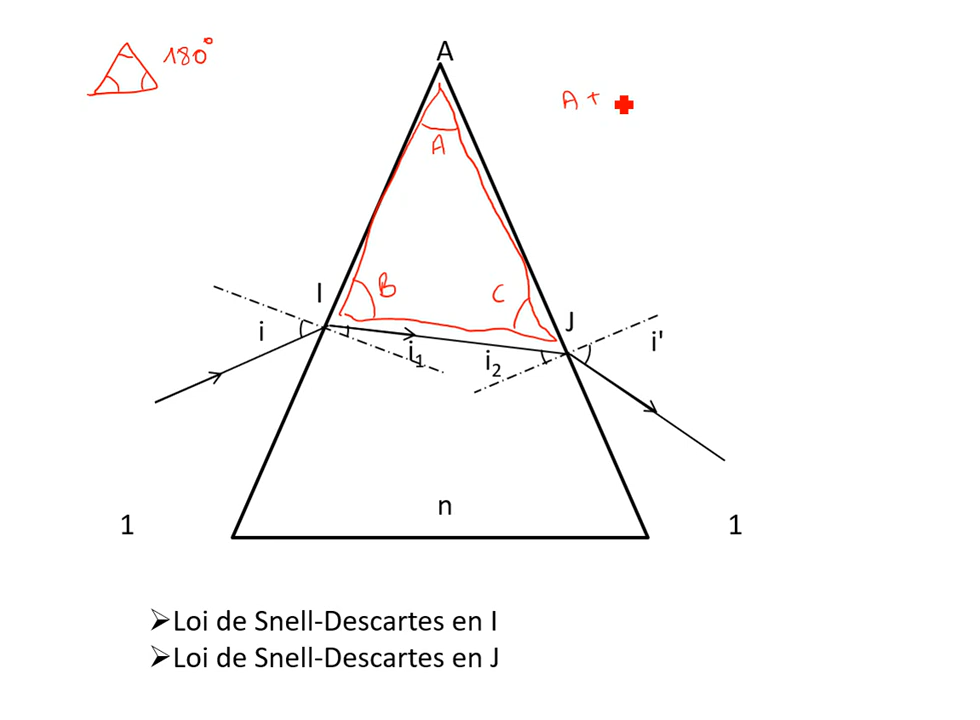 180°
A
A +
A
B
C
I
J
i
i'
i₁
i₂
n
1
1
➢Loi de Snell-Descartes en I
➢Loi de Snell-Descartes en J